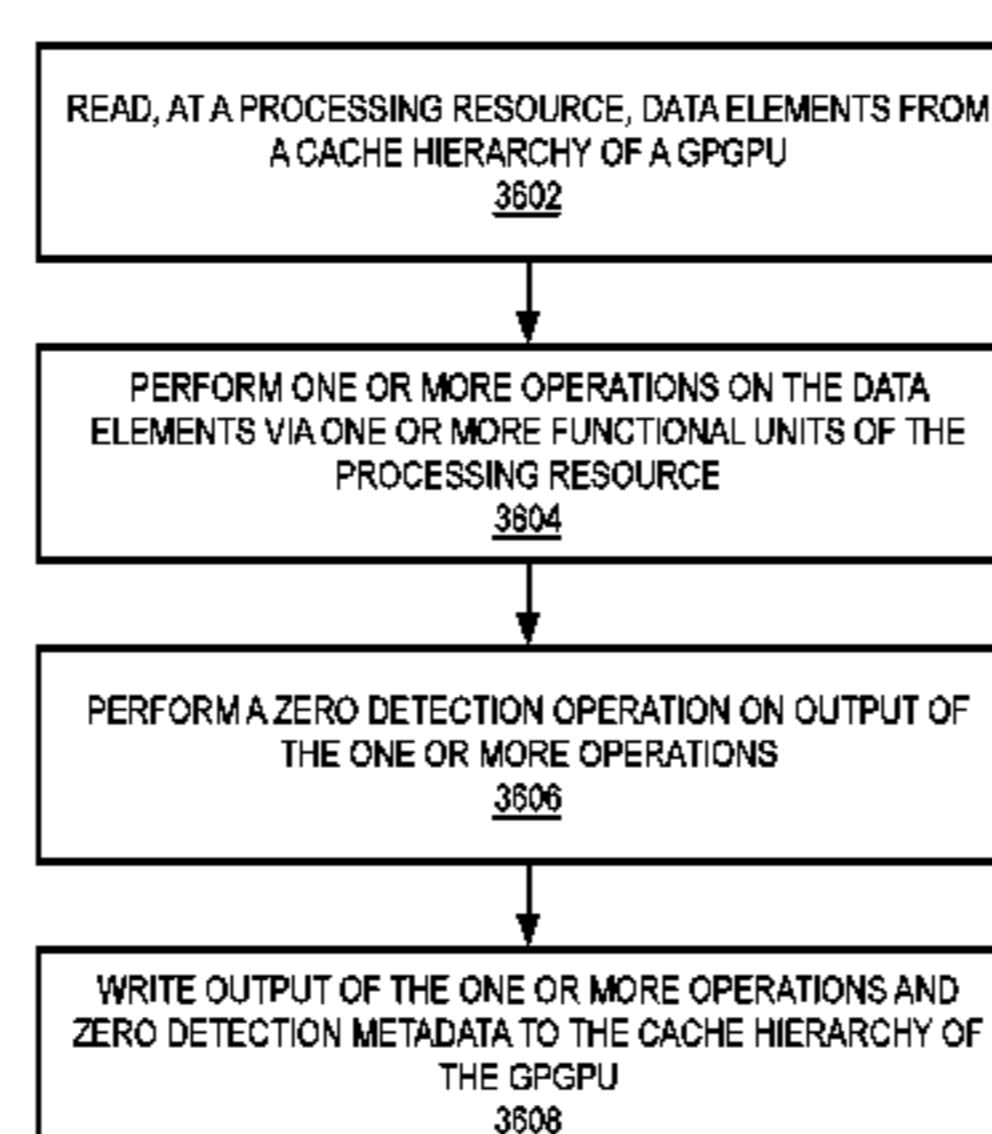 READ, AT A PROCESSING RESOURCE, DATA ELEMENTS FROM
A CACHE HIERARCHY OF A GPGPU
3602
PERFORM ONE OR MORE OPERATIONS ON THE DATA
ELEMENTS VIA ONE OR MORE FUNCTIONAL UNITS OF THE
PROCESSING RESOURCE
3604
PERFORM A ZERO DETECTION OPERATION ON OUTPUT OF
THE ONE OR MORE OPERATIONS
3606
WRITE OUTPUT OF THE ONE OR MORE OPERATIONS AND
ZERO DETECTION METADATA TO THE CACHE HIERARCHY OF
THE GPGPU
3608